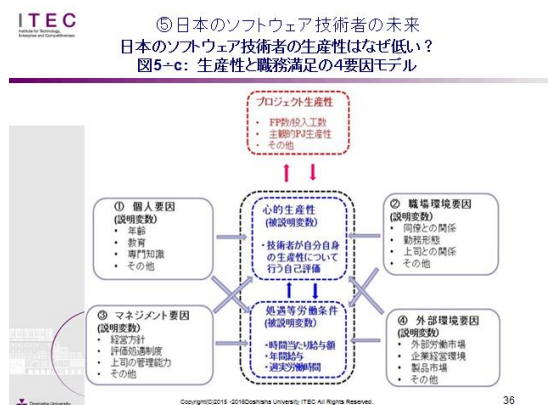 ITEC
Institute for Technology,
Enterprise and Competitiveness
⑤日本のソフトウェア技術者の未来
日本のソフトウェア技術者の生産性はなぜ低い?
図5-c: 生産性と職務満足の4要因モデル
プロジェクト生産性
• FP数/投入工数
• 主観的PJ生産性
• その他
① 個人要因
(説明変数)
• 年齢
• 教育
• 専門知識
• その他
心的生産性
(被説明変数)
・技術者が自分自身
の生産性について
行う自己評価
② 職場環境要因
(説明変数)
• 同僚との関係
• 勤務形態
• 上司との関係
• その他
③ マネジメント要因
(説明変数)
• 経営方針
• 評価処遇制度
• 上司の管理能力
• その他
処遇等労働条件
(被説明変数)
・時間当たり給与額
・年間給与
・週実労働時間
④ 外部環境要因
(説明変数)
• 外部労働市場
• 企業経営環境
• 製品市場
• その他
Doshisha University
Copyright(C)2015 -2016Doshisha University ITEC All Rights Reserved.
36